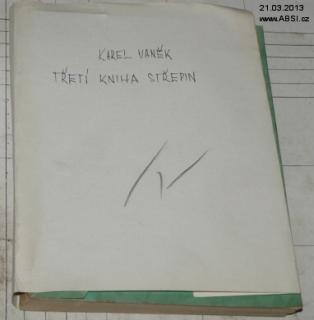 21.03.2013
www.ABSI.cz
KAREL VANĚK
TŘETÍ KNIHA STŘEPIN